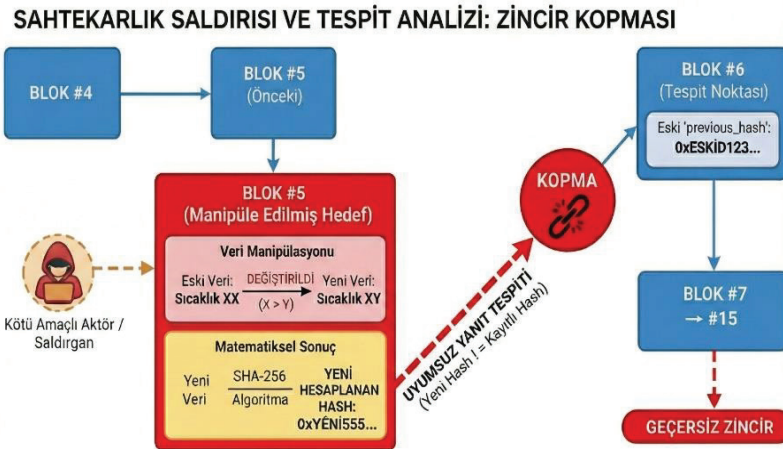 SAHTEKARLIK SALDIRISI VE TESPİT ANALİZİ: ZİNCİR KOPMASI
BLOK #4
BLOK #5
(Önceki)
BLOK #5
(Manipüle Edilmiş Hedef)
Veri Manipülasyonu
Eski Veri:
Sıcaklık XX
DEĞİŞTİRİLDİ
(X > Y)
Yeni Veri:
Sıcaklık XY
Matematiksel Sonuç
Yeni
Veri
SHA-256
Algoritma
YENİ
HESAPLANAN
HASH:
0xYÉNİ555...
Kötü Amaçlı Aktör /
Saldırgan
UYUMSUZ YANIT TESPİTİ
(Yeni Hash ! = Kayıtlı Hash)
KOPMA
BLOK #6
(Tespit Noktası)
Eski 'previous_hash':
0xESKİD123...
BLOK #7
→ #15
GEÇERSİZ ZİNCİR